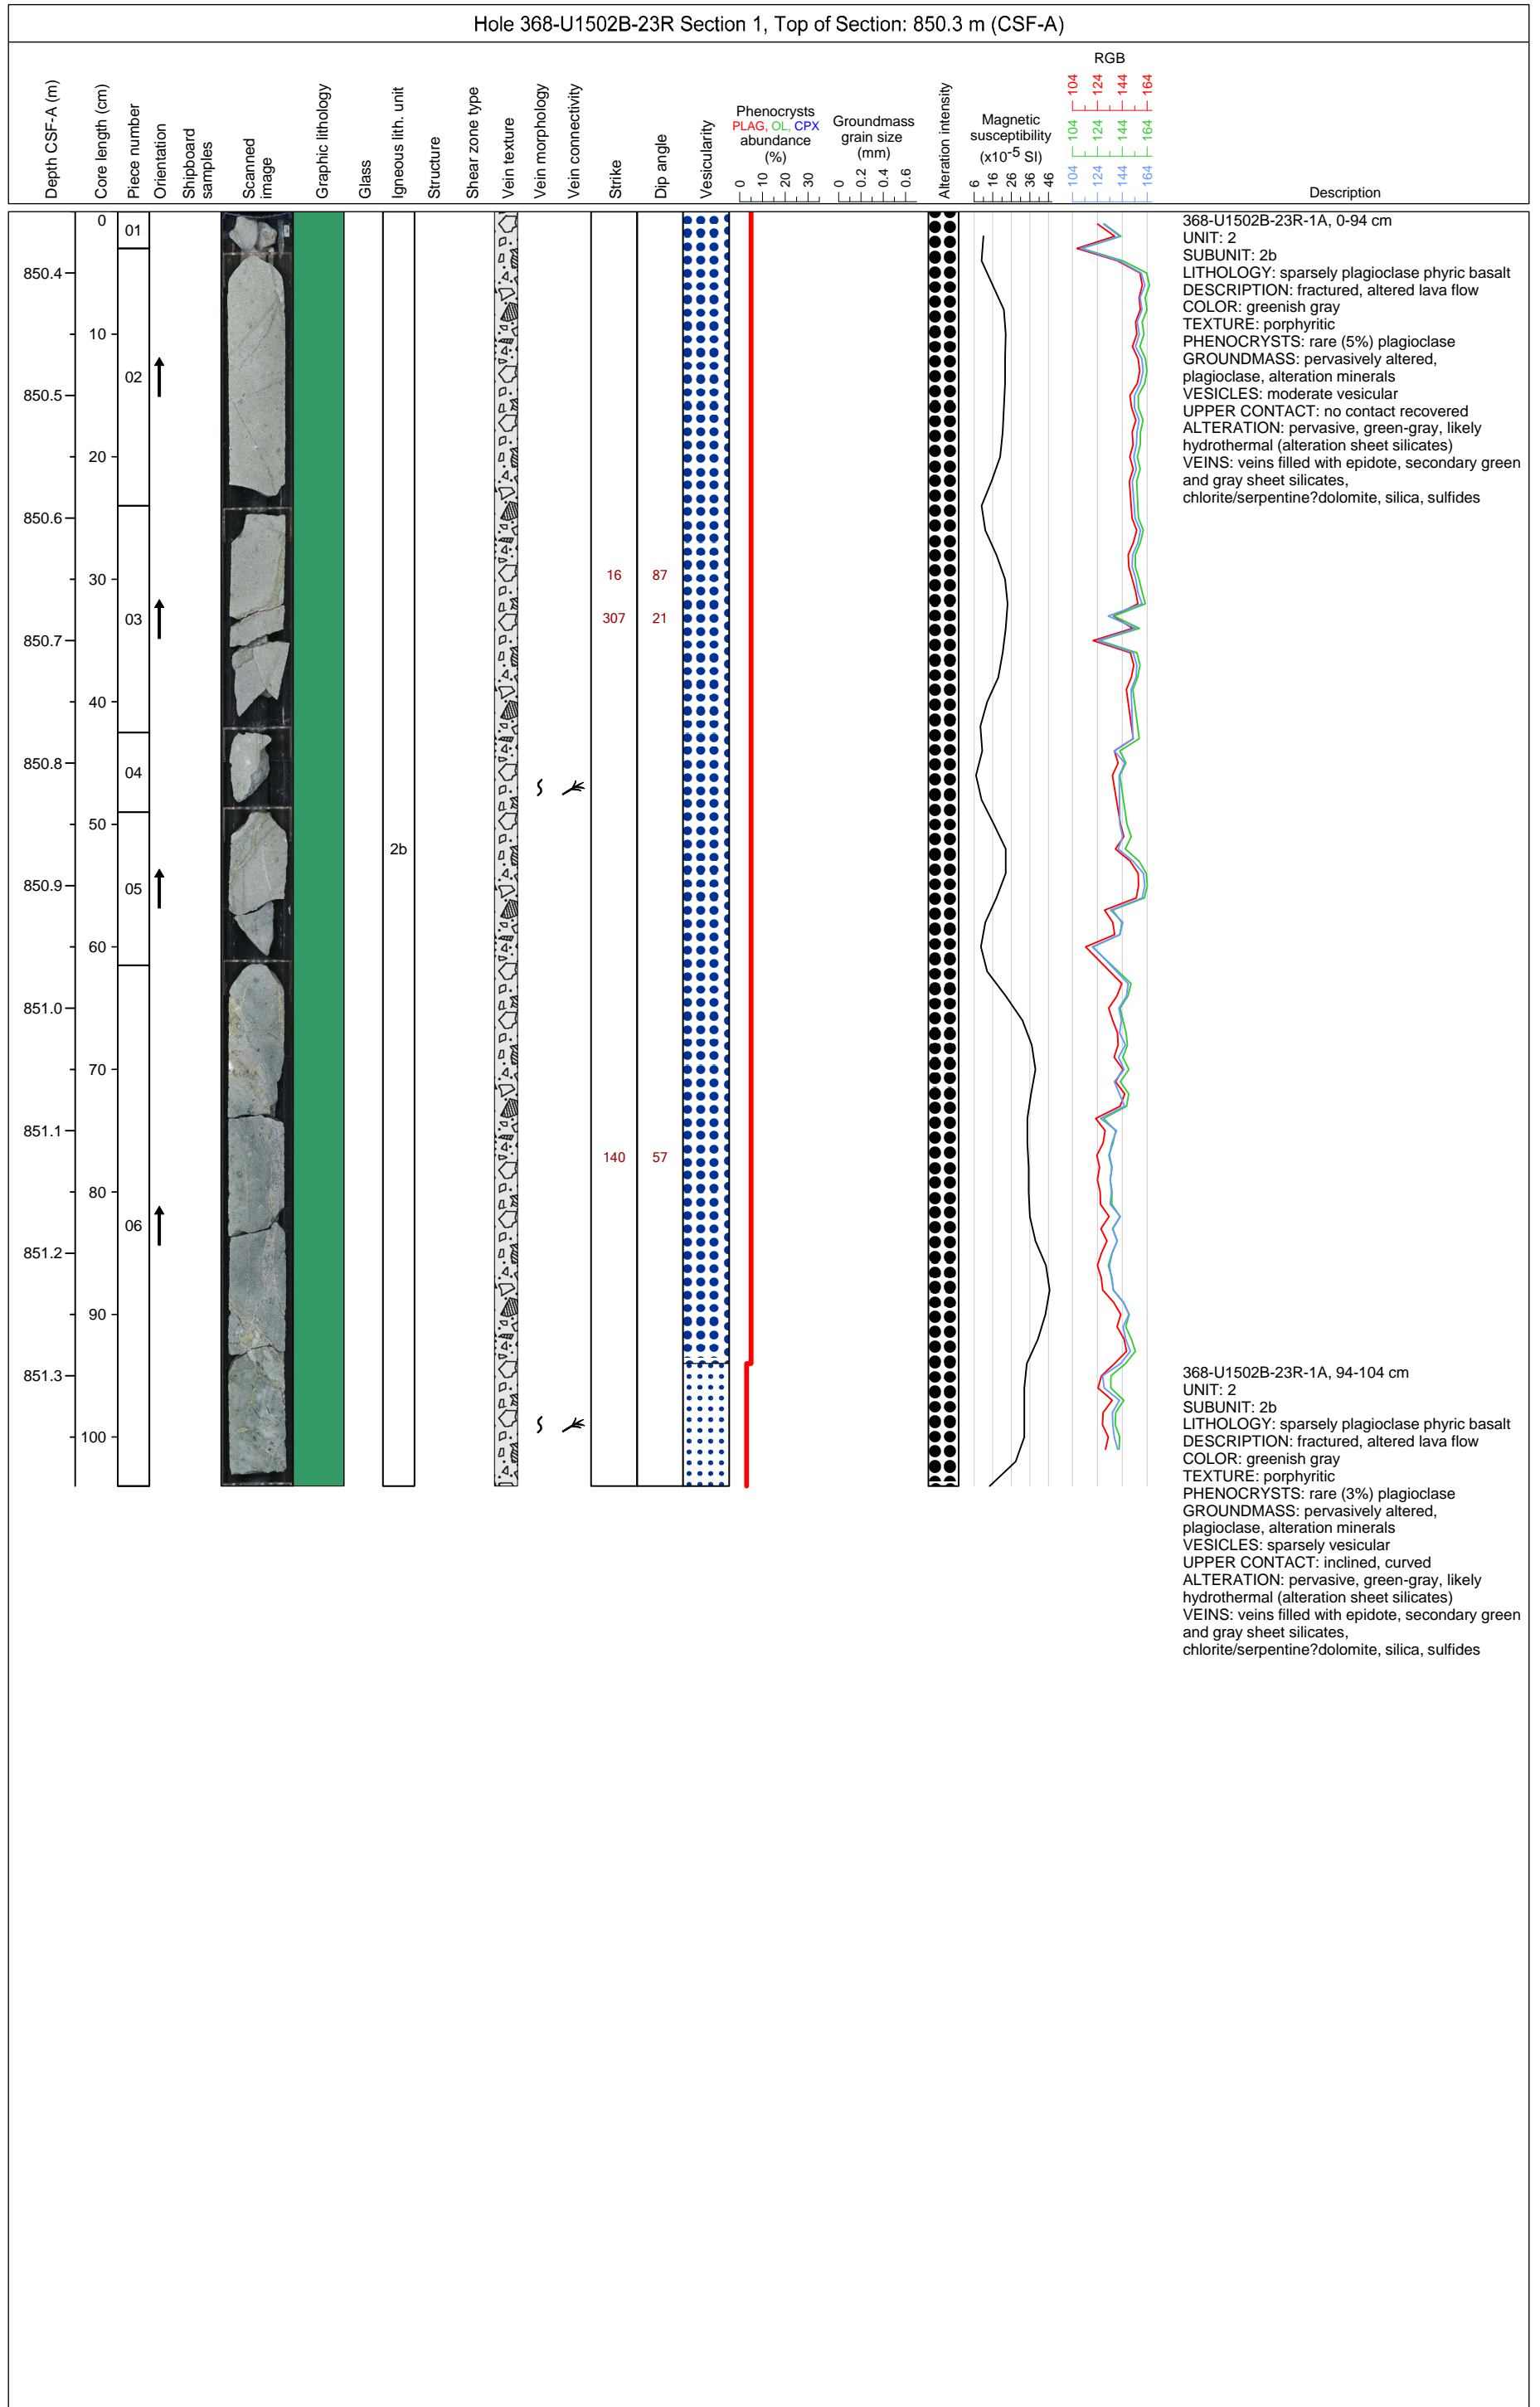 Hole 368-U1502B-23R Section 1, Top of Section: 850.3 m (CSF-A)
Depth CSF-A (m)
Core length (cm)
Piece number
Orientation
Shipboard
samples
Scanned
image
Graphic lithology
Glass
Igneous lith. unit
Structure
Shear zone type
Vein texture
Vein morphology
Vein connectivity
Strike
Dip angle
Vesicularity
Phenocrysts
PLAG, OL, CPX
abundance
(%)
0 10 20 30
Groundmass
grain size
(mm)
0 0.2 0.4 0.6
Alteration intensity
Magnetic
susceptibility
(x10-5 SI)
6 16 26 36 46
RGB
104 124 144 164
104 124 144 164
104 124 144 164
Description
0
01
850.4
10
02
850.5
20
850.6
30
16 87
03
307 21
850.7
40
850.8
04
50
2b
850.9
05
60
851.0
70
851.1
140 57
80
06
851.2
90
851.3
100
368-U1502B-23R-1A, 0-94 cm
UNIT: 2
SUBUNIT: 2b
LITHOLOGY: sparsely plagioclase phyric basalt
DESCRIPTION: fractured, altered lava flow
COLOR: greenish gray
TEXTURE: porphyritic
PHENOCRYSTS: rare (5%) plagioclase
GROUNDMASS: pervasively altered,
plagioclase, alteration minerals
VESICLES: moderate vesicular
UPPER CONTACT: no contact recovered
ALTERATION: pervasive, green-gray, likely
hydrothermal (alteration sheet silicates)
VEINS: veins filled with epidote, secondary green
and gray sheet silicates,
chlorite/serpentine?dolomite, silica, sulfides
368-U1502B-23R-1A, 94-104 cm
UNIT: 2
SUBUNIT: 2b
LITHOLOGY: sparsely plagioclase phyric basalt
DESCRIPTION: fractured, altered lava flow
COLOR: greenish gray
TEXTURE: porphyritic
PHENOCRYSTS: rare (3%) plagioclase
GROUNDMASS: pervasively altered,
plagioclase, alteration minerals
VESICLES: sparsely vesicular
UPPER CONTACT: inclined, curved
ALTERATION: pervasive, green-gray, likely
hydrothermal (alteration sheet silicates)
VEINS: veins filled with epidote, secondary green
and gray sheet silicates,
chlorite/serpentine?dolomite, silica, sulfides